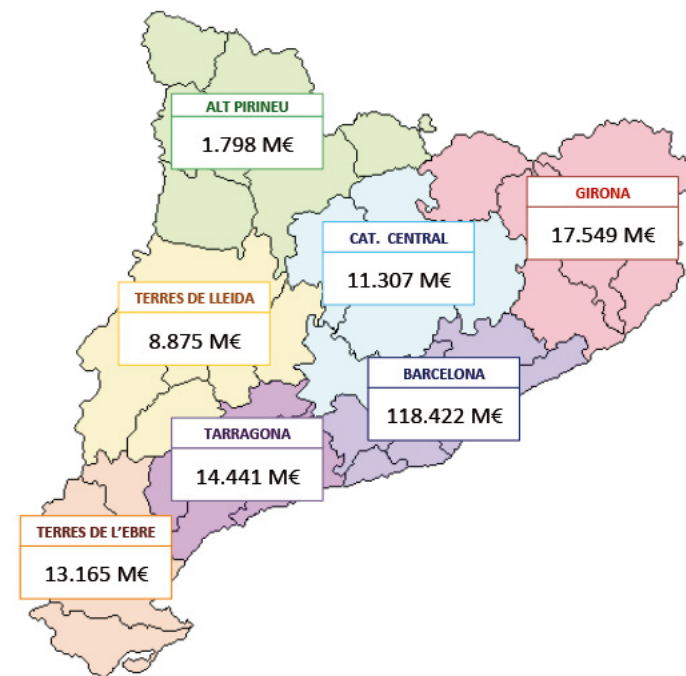 ALT PIRINEU
1.798 M€
GIRONA
17.549 M€
CAT. CENTRAL
11.307 M€
TERRES DE LLEIDA
8.875 M€
BARCELONA
118.422 M€
TARRAGONA
14.441 M€
TERRES DE L'EBRE
13.165 M€